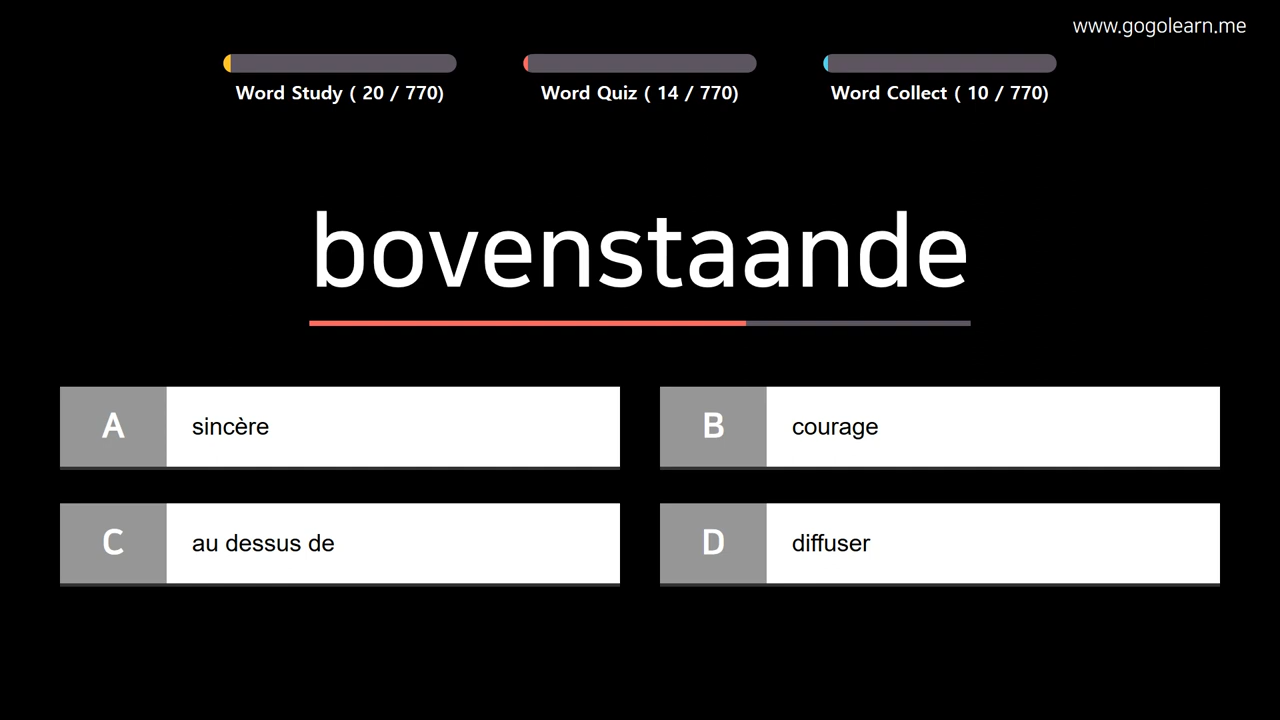 www.gogolearn.me
Word Study ( 20 / 770)
Word Quiz ( 14 / 770)
Word Collect ( 10 / 770)
bovenstaande
A sincère
B courage
C au dessus de
D diffuser